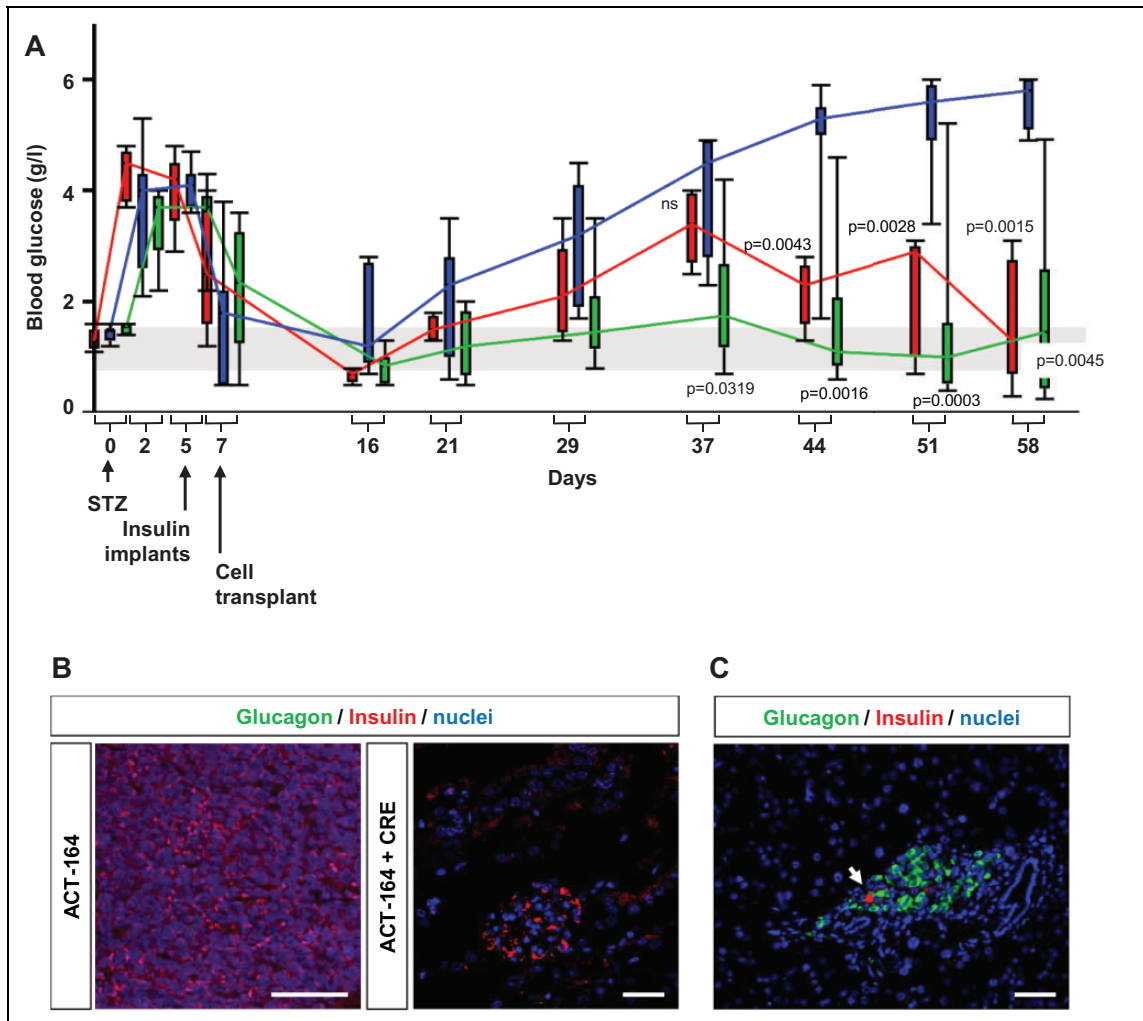 A
Blood glucose (g/l)
6
4
2
0
ns
p=0.0043
p=0.0028
p=0.0015
p=0.0319
p=0.0016
p=0.0003
p=0.0045
0 2 5 7 16 21 29 37 44 51 58
Days
STZ
Insulin
implants
Cell
transplant
B
Glucagon / Insulin / nuclei
ACT-164
ACT-164 + CRE
C
Glucagon / Insulin / nuclei